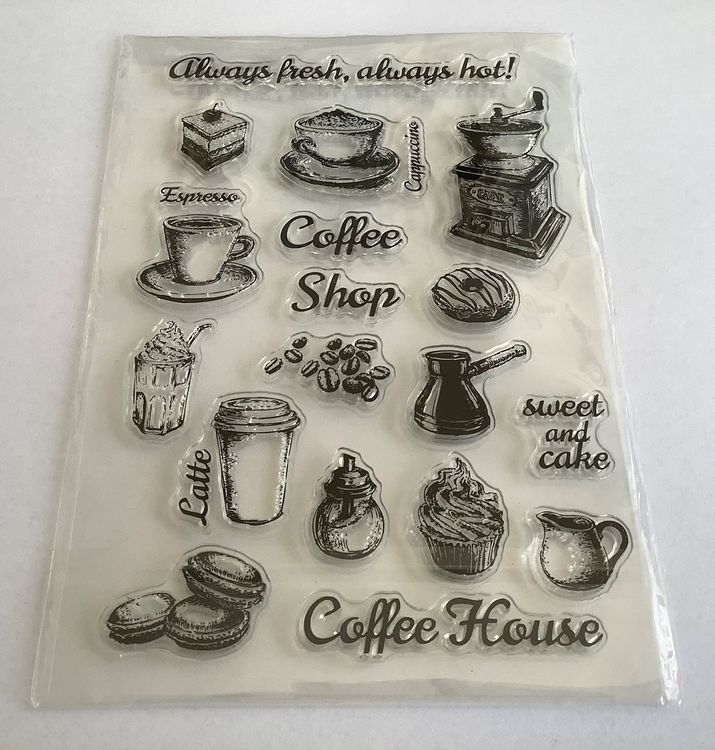 Always fresh, always hot!
Cappuccino
Espresso
Coffee
Shop
sweet
and
cake
Latte
Coffee House